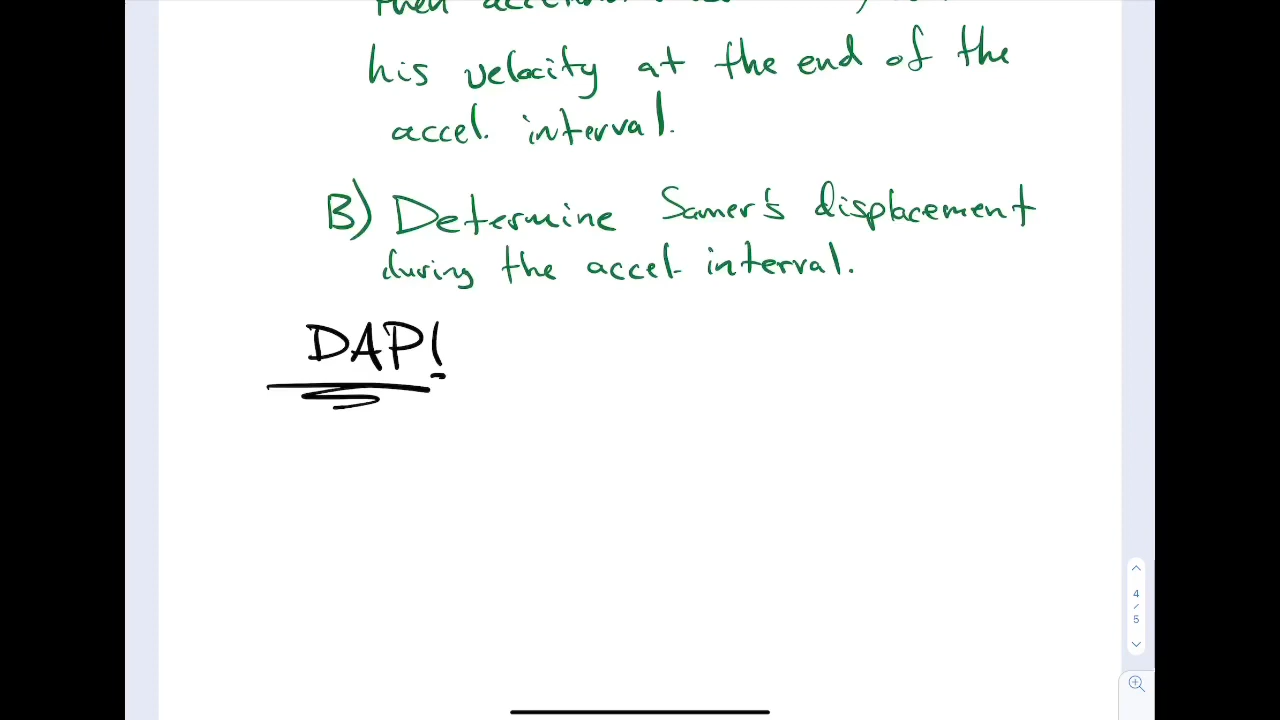 then
his velocity at the end of the
accel. interval.
B) Determine Samer's displacement
during the accel. interval.
DAP!
4
/
5